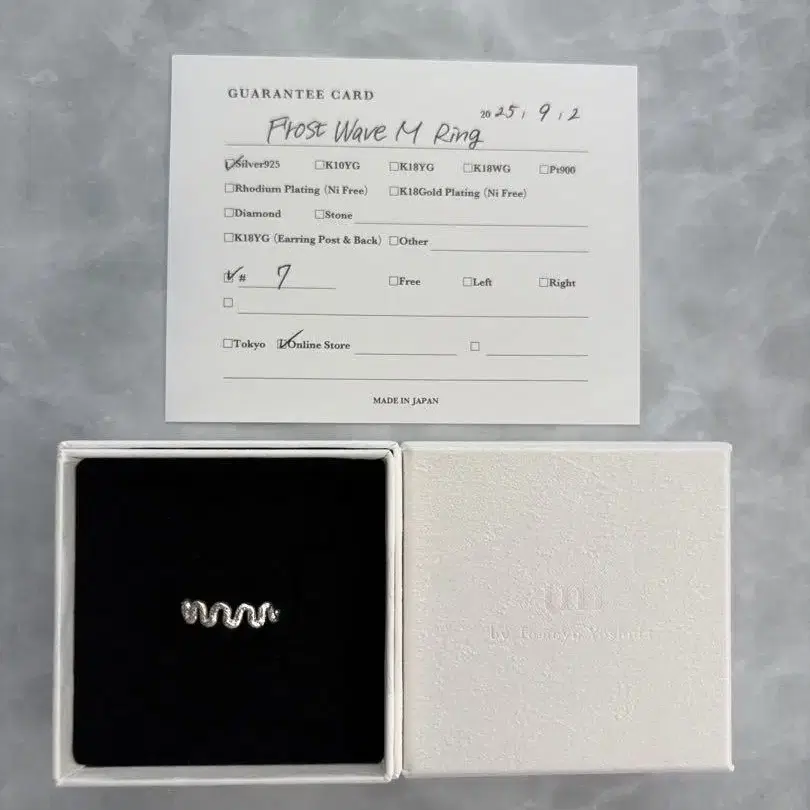 GUARANTEE CARD
2025, 9, 2
Frost Wave M Ring
☑Silver925 ☐K10YG ☐K18YG ☐K18WG ☐Pt900
☐Rhodium Plating (Ni Free) ☐K18Gold Plating (Ni Free)
☐Diamond ☐Stone
☐K18YG (Earring Post & Back) ☐Other
☑# 7 ☐Free ☐Left ☐Right
☐
☐Tokyo ☑Online Store ☐
MADE IN JAPAN
by